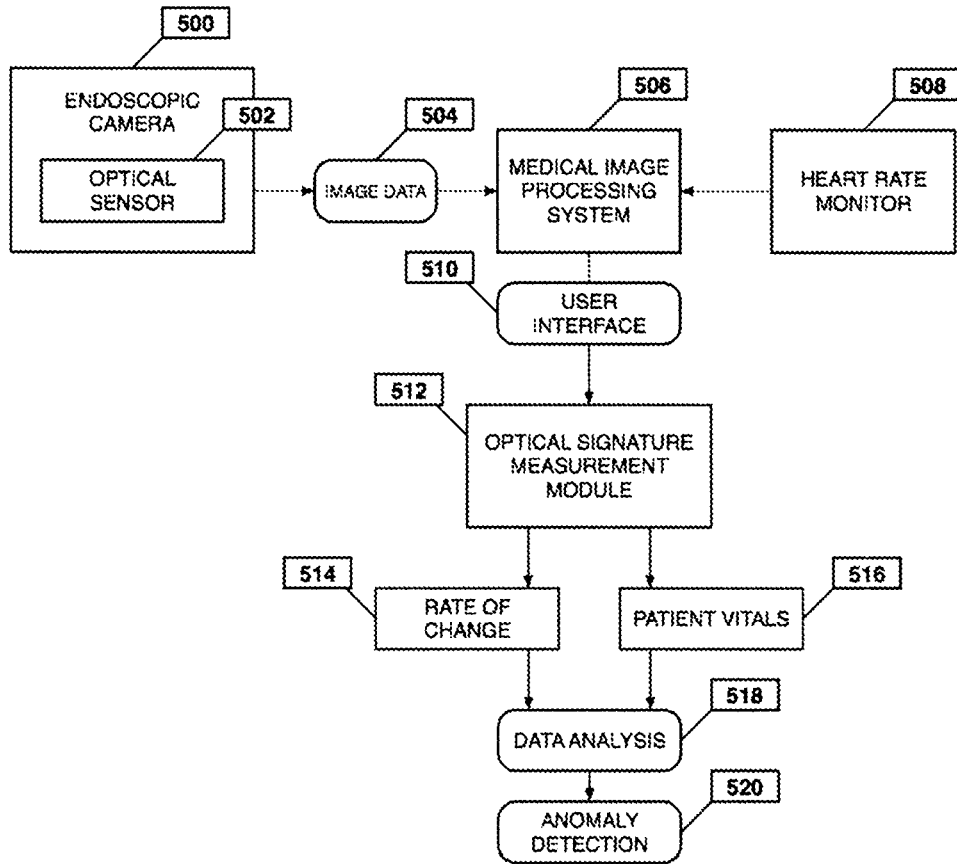 500
ENDOSCOPIC
CAMERA
502
OPTICAL
SENSOR
504
IMAGE DATA
506
MEDICAL IMAGE
PROCESSING
SYSTEM
508
HEART RATE
MONITOR
510
USER
INTERFACE
512
OPTICAL SIGNATURE
MEASUREMENT
MODULE
514
RATE OF
CHANGE
516
PATIENT VITALS
518
DATA ANALYSIS
520
ANOMALY
DETECTION